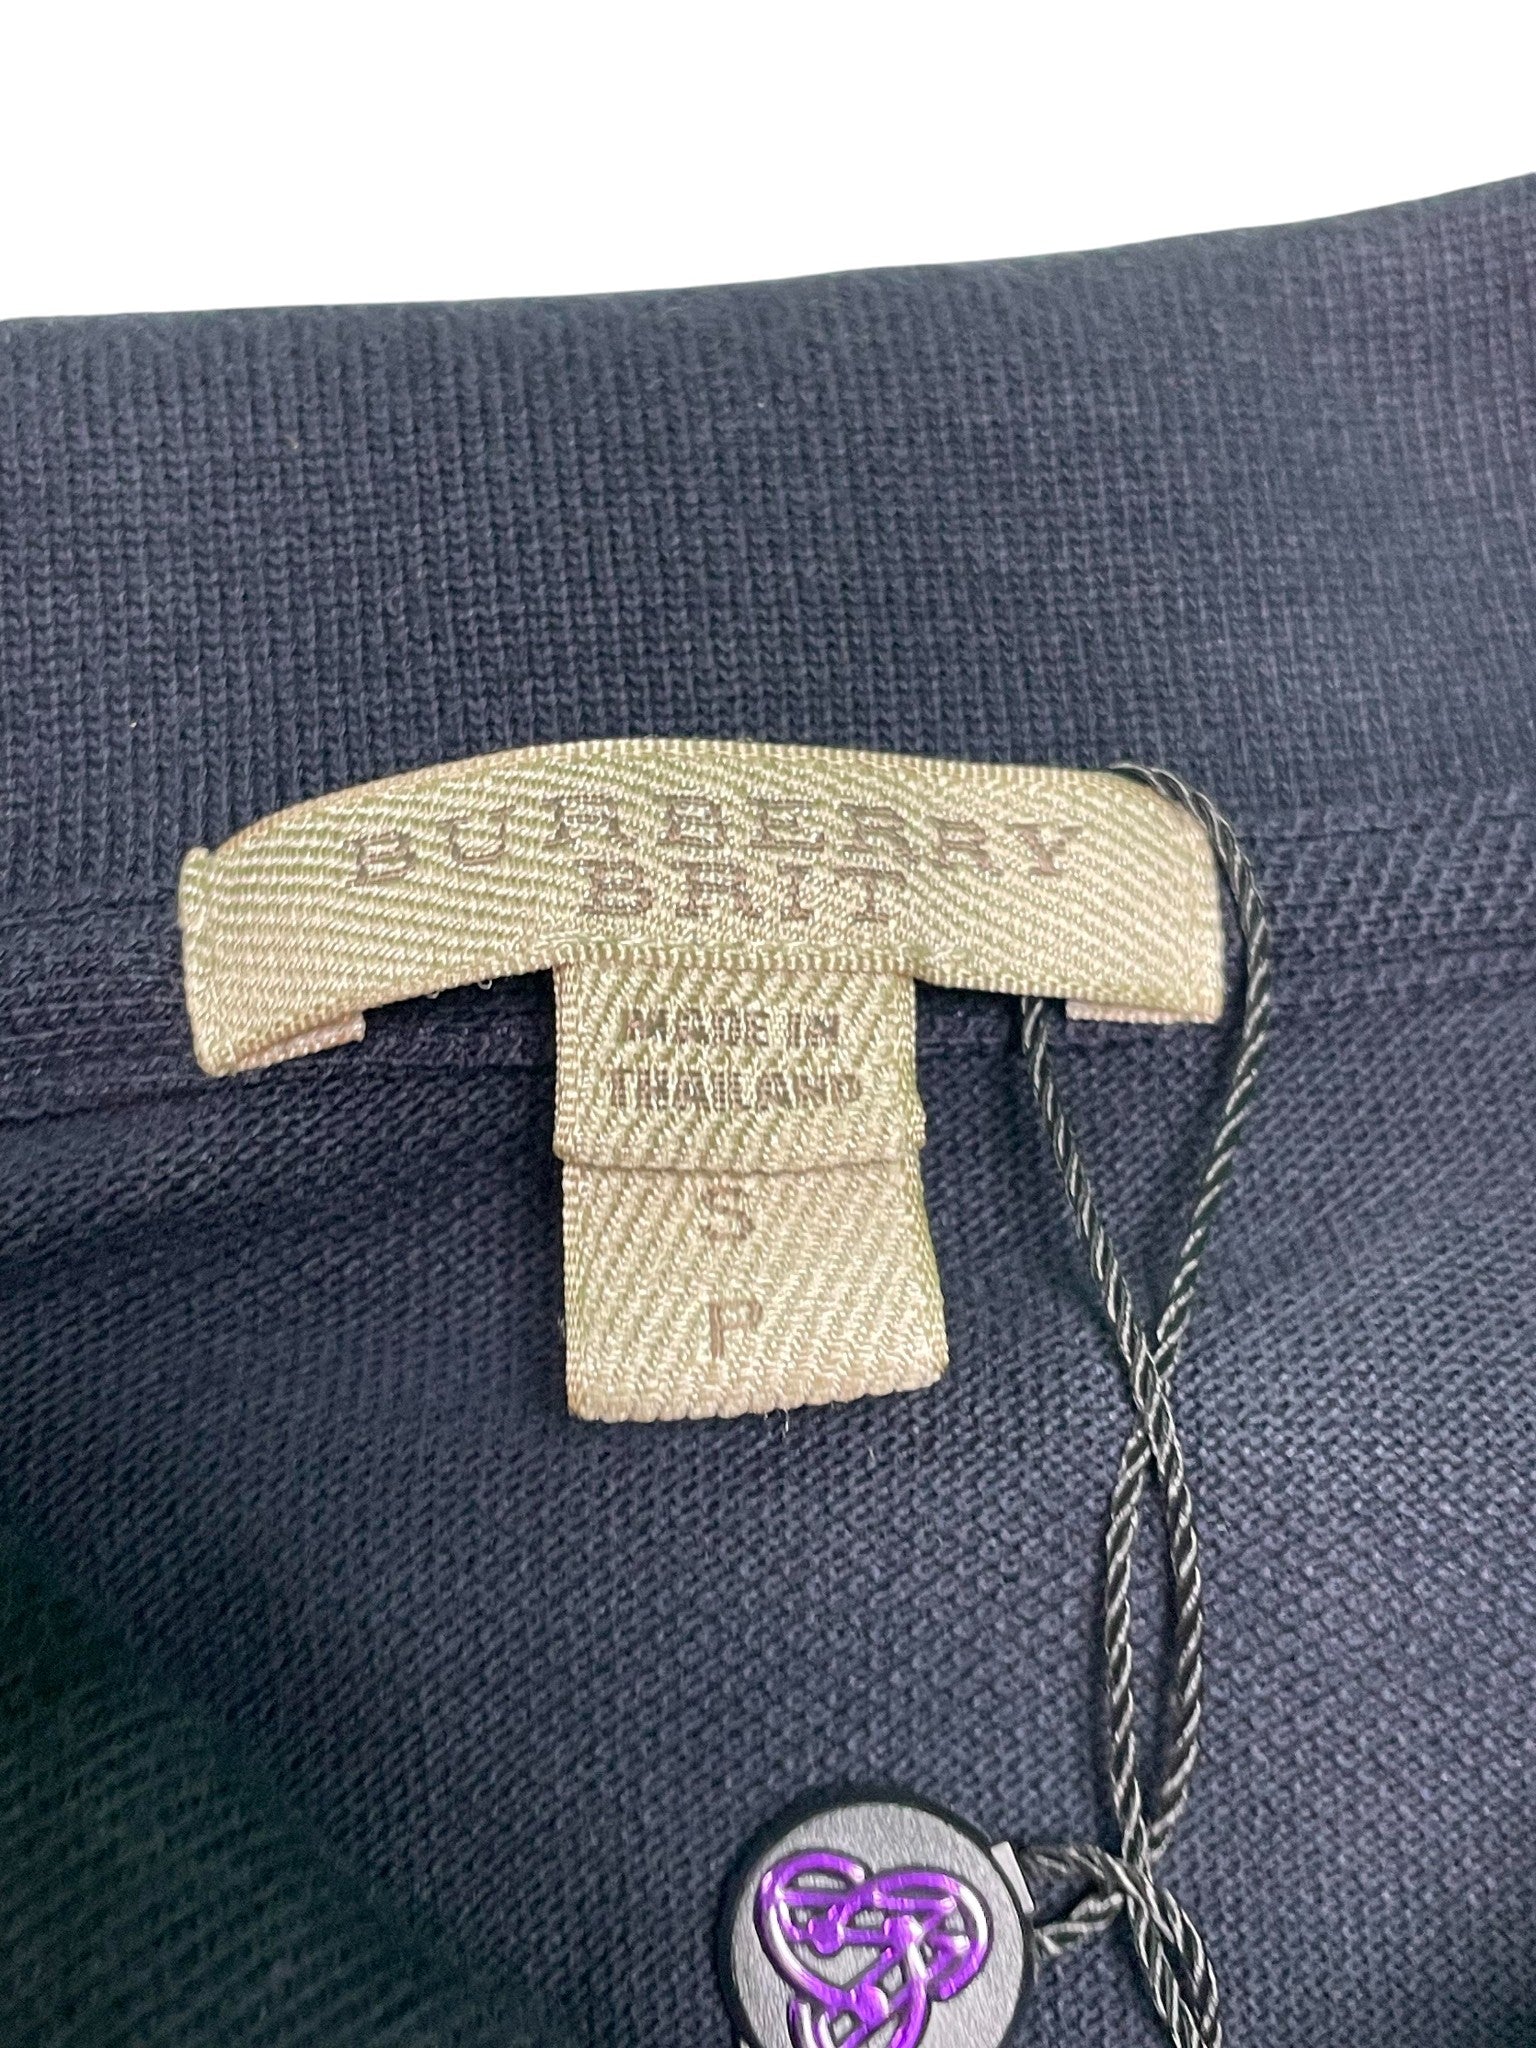 BURBERRY
BRIT
MADE IN
THAILAND
S
P